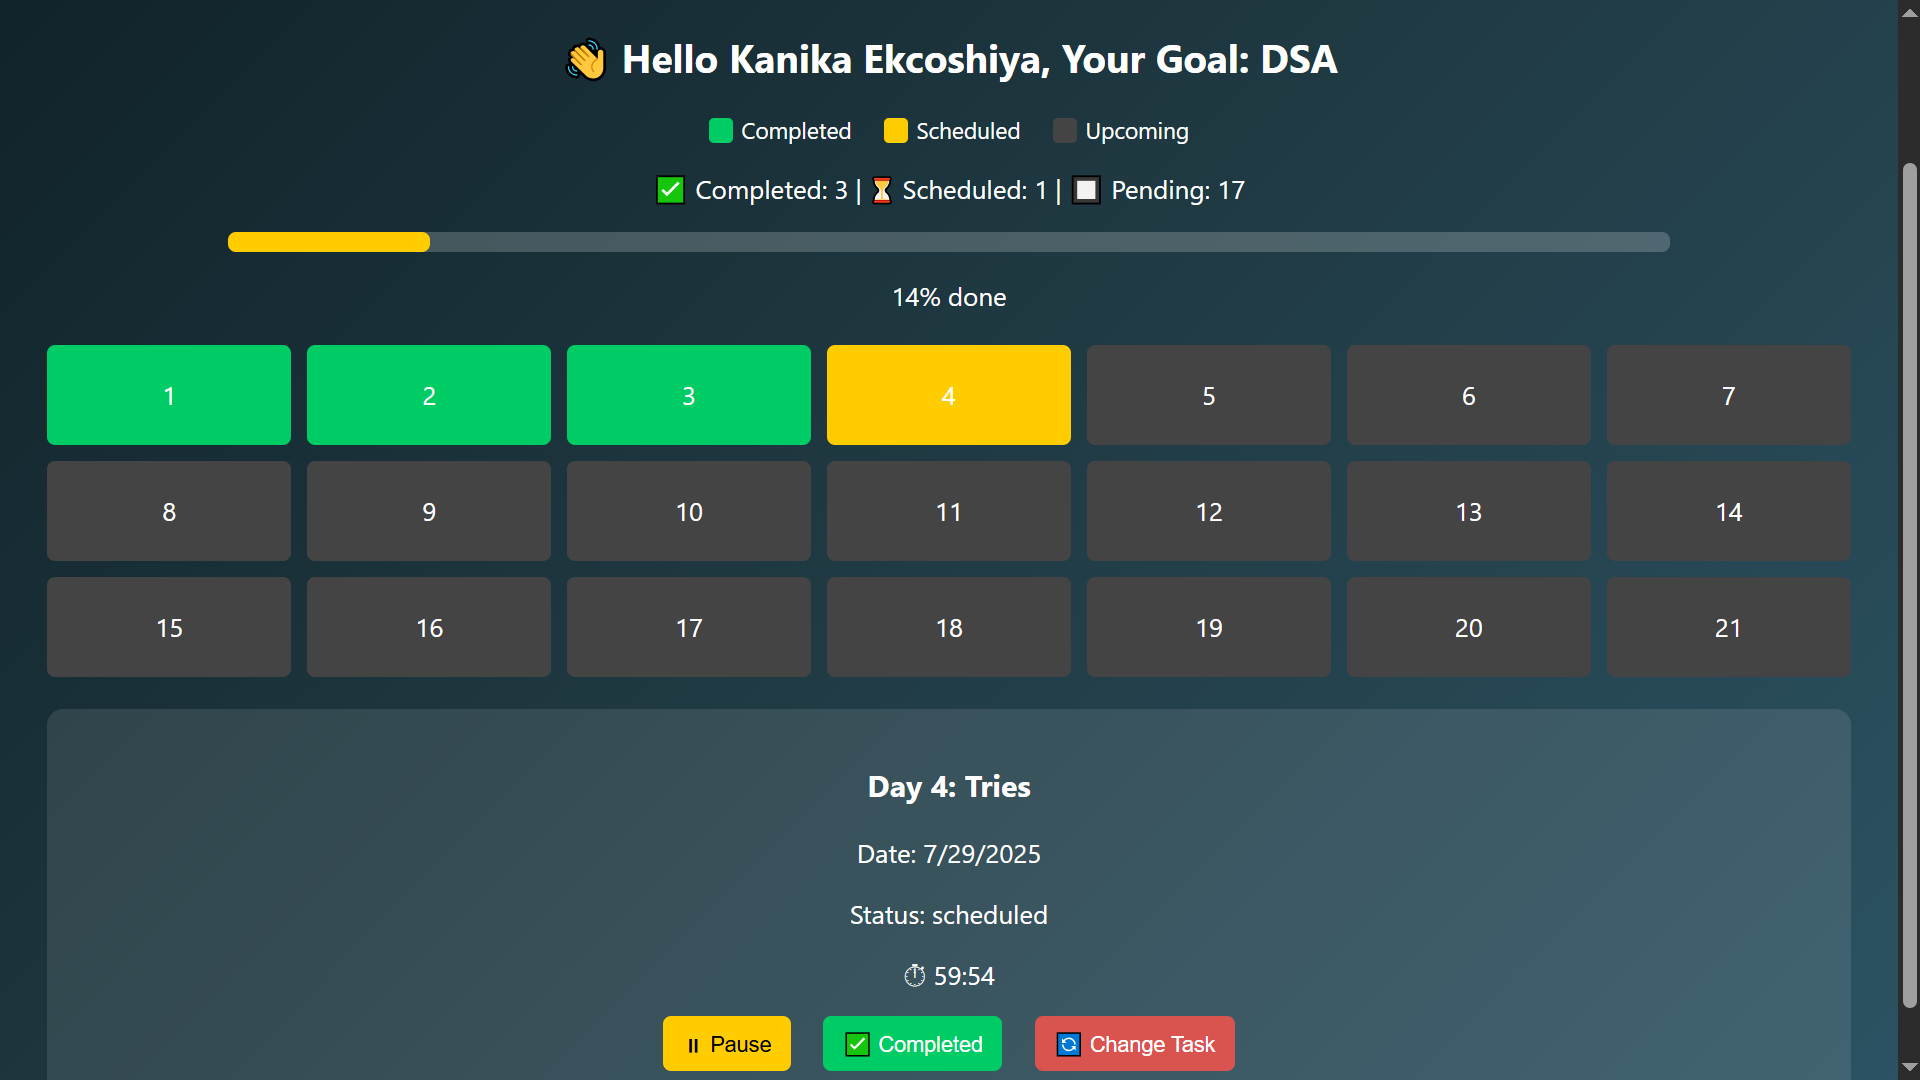 👋 Hello Kanika Ekcoshiya, Your Goal: DSA
Completed Scheduled Upcoming
✅ Completed: 3 | ⏳ Scheduled: 1 | 🔲 Pending: 17
14% done
1 2 3 4 5 6 7
8 9 10 11 12 13 14
15 16 17 18 19 20 21
Day 4: Tries
Date: 7/29/2025
Status: scheduled
⏱ 59:54
⏸ Pause ✅ Completed 🔄 Change Task